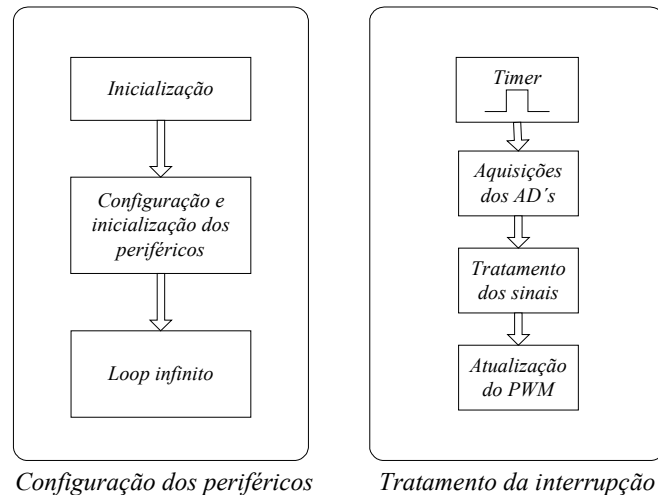 Inicialização
Configuração e
inicialização dos
periféricos
Loop infinito
Configuração dos periféricos
Timer
Aquisições
dos AD´s
Tratamento
dos sinais
Atualização
do PWM
Tratamento da interrupção